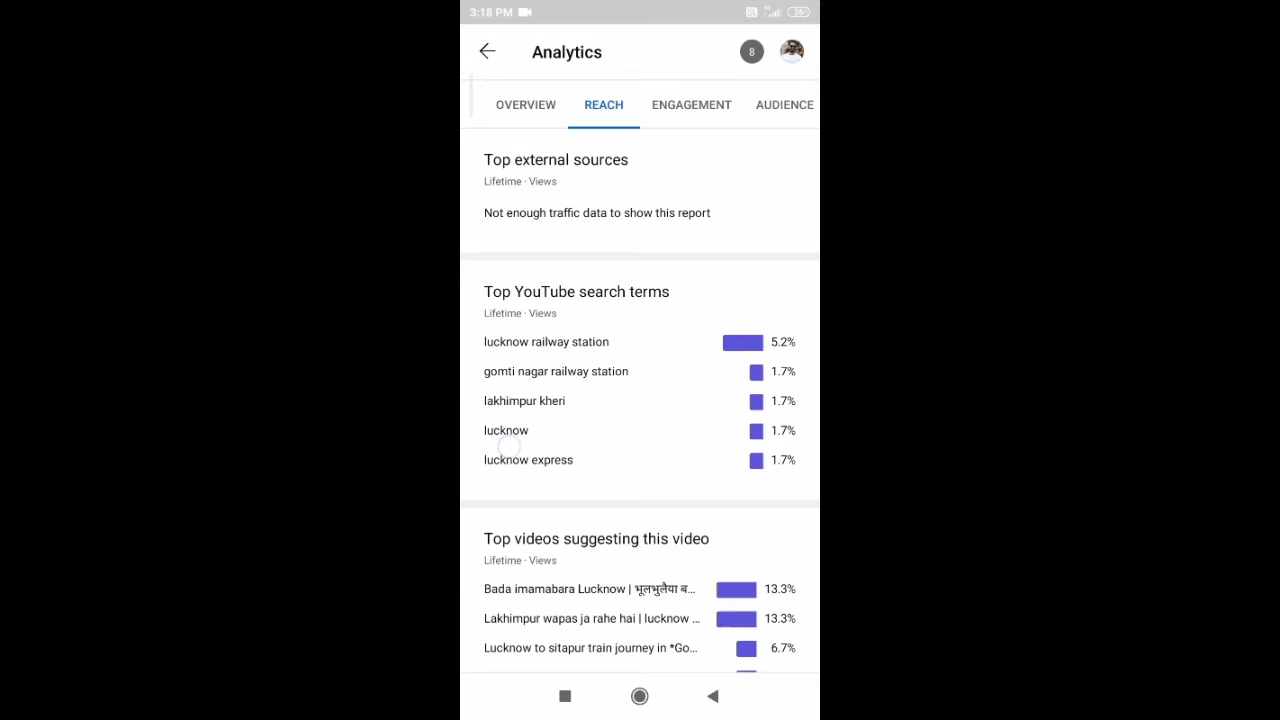 3:18 PM
26
Analytics
8
OVERVIEW REACH ENGAGEMENT AUDIENCE
Top external sources
Lifetime · Views
Not enough traffic data to show this report
Top YouTube search terms
Lifetime · Views
lucknow railway station 5.2%
gomti nagar railway station 1.7%
lakhimpur kheri 1.7%
lucknow 1.7%
lucknow express 1.7%
Top videos suggesting this video
Lifetime · Views
Bada imamabara Lucknow | भूलभुलैया ब... 13.3%
Lakhimpur wapas ja rahe hai | lucknow ... 13.3%
Lucknow to sitapur train journey in *Go... 6.7%